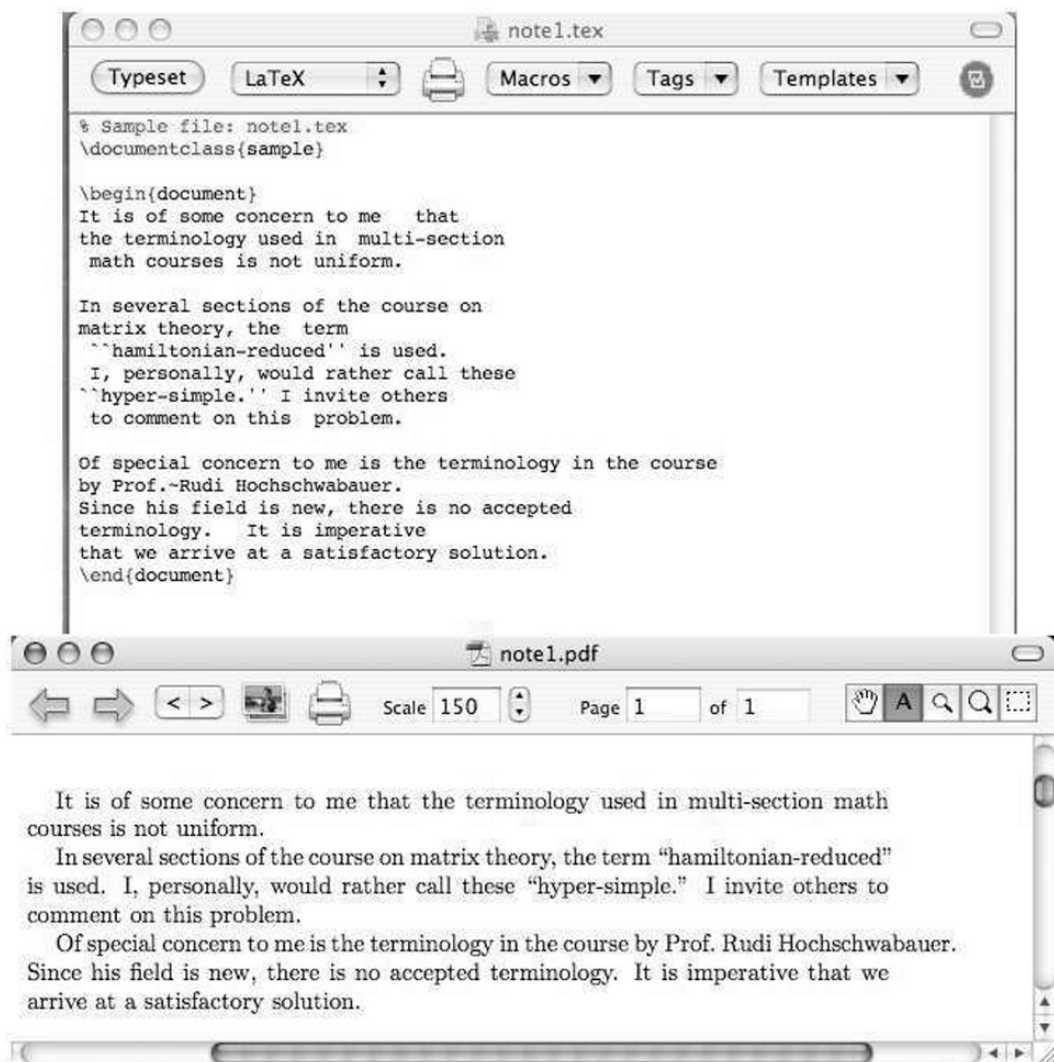 note1.tex
Typeset LaTeX Macros Tags Templates
% Sample file: note1.tex
\documentclass{sample}

\begin{document}
It is of some concern to me   that
the terminology used in  multi-section
 math courses is not uniform.

In several sections of the course on
matrix theory, the  term
 ``hamiltonian-reduced'' is used.
 I, personally, would rather call these
``hyper-simple.'' I invite others
 to comment on this  problem.

Of special concern to me is the terminology in the course
by Prof.~Rudi Hochschwabauer.
Since his field is new, there is no accepted
terminology.   It is imperative
that we arrive at a satisfactory solution.
\end{document}
note1.pdf
< > Scale 150 Page 1 of 1 A
It is of some concern to me that the terminology used in multi-section math
courses is not uniform.
In several sections of the course on matrix theory, the term “hamiltonian-reduced”
is used. I, personally, would rather call these “hyper-simple.” I invite others to
comment on this problem.
Of special concern to me is the terminology in the course by Prof. Rudi Hochschwabauer.
Since his field is new, there is no accepted terminology. It is imperative that we
arrive at a satisfactory solution.